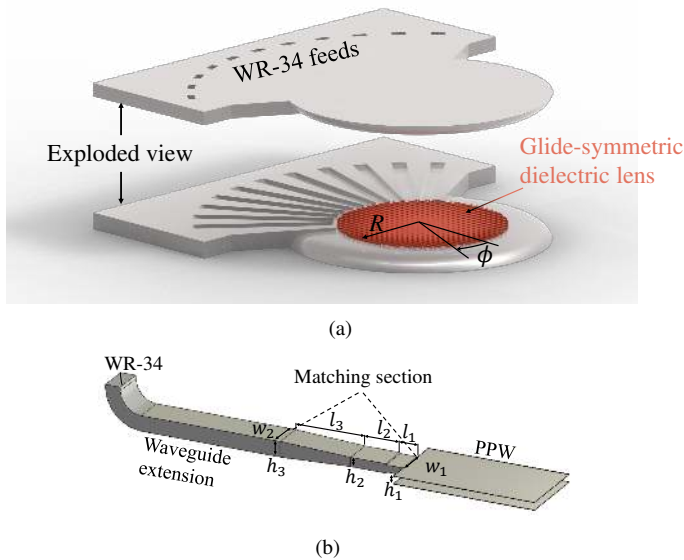 WR-34 feeds
Exploded view
Glide-symmetric
dielectric lens
R
ϕ
(a)
WR-34
Matching section
l₃
l₂
l₁
w₂
w₁
PPW
Waveguide
extension
h₃
h₂
h₁
(b)